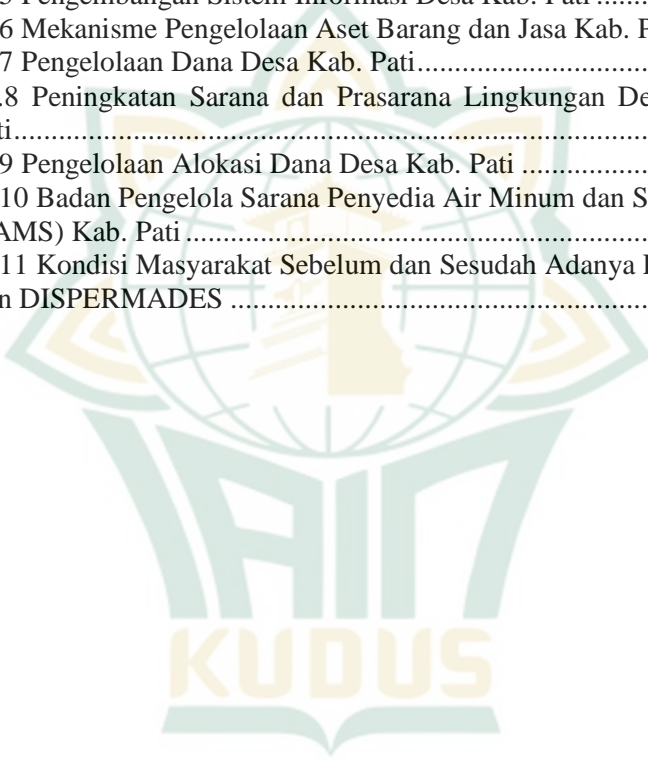 5 Pengembangan Sistem Informasi Desa Kab. Pati .......
6 Mekanisme Pengelolaan Aset Barang dan Jasa Kab. P
7 Pengelolaan Dana Desa Kab. Pati....................................
.8 Peningkatan Sarana dan Prasarana Lingkungan De
ti..............................................................................................
9 Pengelolaan Alokasi Dana Desa Kab. Pati ....................
10 Badan Pengelola Sarana Penyedia Air Minum dan S
AMS) Kab. Pati ..................................................................
11 Kondisi Masyarakat Sebelum dan Sesudah Adanya
n DISPERMADES ............................................................
IAIN
KUDUS